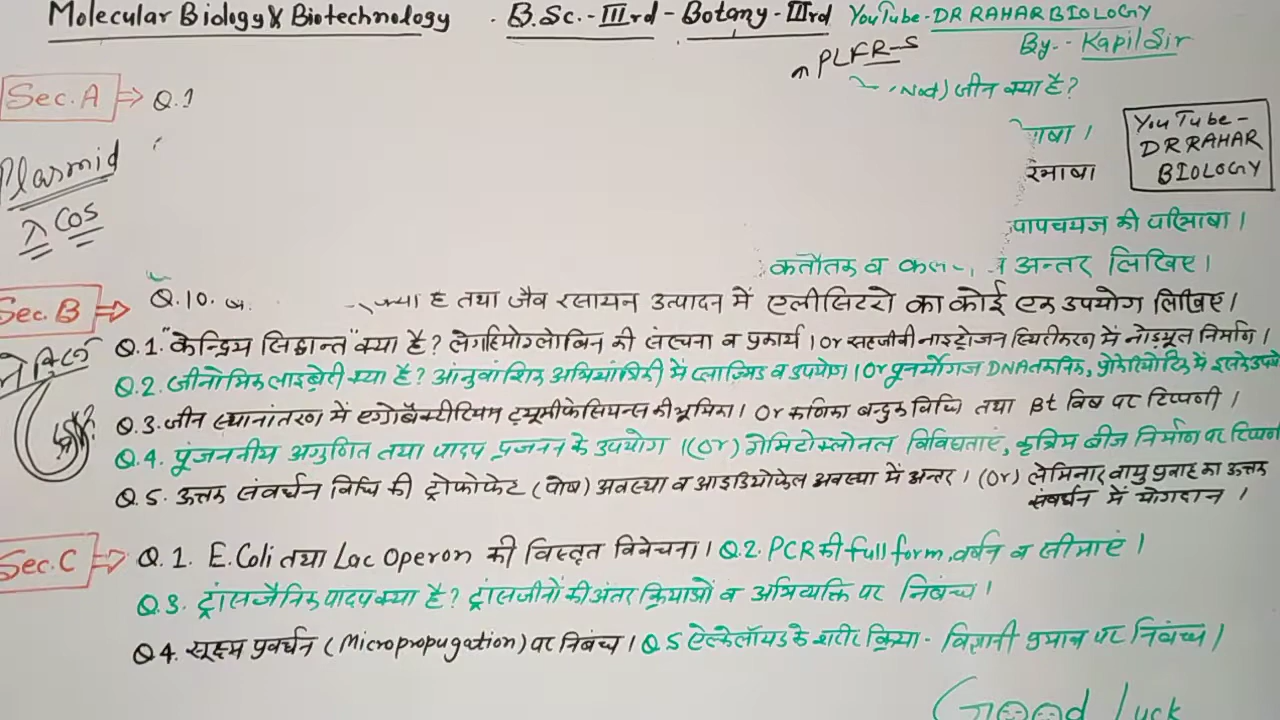 Molecular Biology & Biotechnology . B.Sc.-IIIrd-Botany-IIIrd YouTube-DR RAHAR BIOLOGY
By-- Kapil Sir
जीन क्या है?
Sec.A ⇒ Q.1
YouTube-
DR RAHAR
BIOLOGY
Plasmid
λ Cos
की परिभाषा।
व अन्तर लिखिए।
Sec.B ⇒ Q.10. तथा जैव रसायन उत्पादन में एलीसिटरो का कोई एक उपयोग लिखिए।
Q.1. "केन्द्रिय सिद्धान्त" क्या है? लेगहिमोग्लोबिन की संरचना व प्रकार्य। or सहजीवी नाइट्रोजन स्थितीकरण में नोड्यूल निर्माण।
Q.2. जीनोमिक लाइब्रेरी क्या है? आनुवांशिक अभियांत्रिकी में प्लाज्मिड व उपयोग। Or पुनर्योगज DNA तकनिक, प्रोकेरियोटिक में इसके उपयो
Q.3. जीन स्थानांतरण में एग्रोबैक्टीरियम ट्यूमीफेसियन्स की भूमिका। Or कणिका बन्दुक विधि तथा Bt विष पर टिप्पणी।
Q.4. पुंजननीय अगुणित तथा पादप प्रजनन के उपयोग। (Or) गेमिटोक्लोनल विविधताएं, कृत्रिम बीज निर्माण पर टिप्पण
Q.5. ऊत्तक संवर्धन विधि की ट्रोफोफेट (पोष) अवस्था व आइडियोफेज अवस्था में अन्तर। (Or) लेमिनार वायु प्रवाह का ऊत्तक
संवर्धन में योगदान।
Sec.C ⇒ Q.1. E.Coli तथा Lac Operon की विस्तृत विवेचना। Q.2. PCR की full form, वर्णन व सीमाएं।
Q.3. ट्रांसजैनिक पादप क्या है? ट्रांसजीनों की अंतर क्रियाओं व अभिव्यक्ति पर निबंध।
Q4. सूक्ष्म प्रवर्धन (Micropropugation) पर निबंध। Q5 ऐल्केलॉयड के शरीर क्रिया- विज्ञानी प्रभाव पर निबंध।
Good Luck